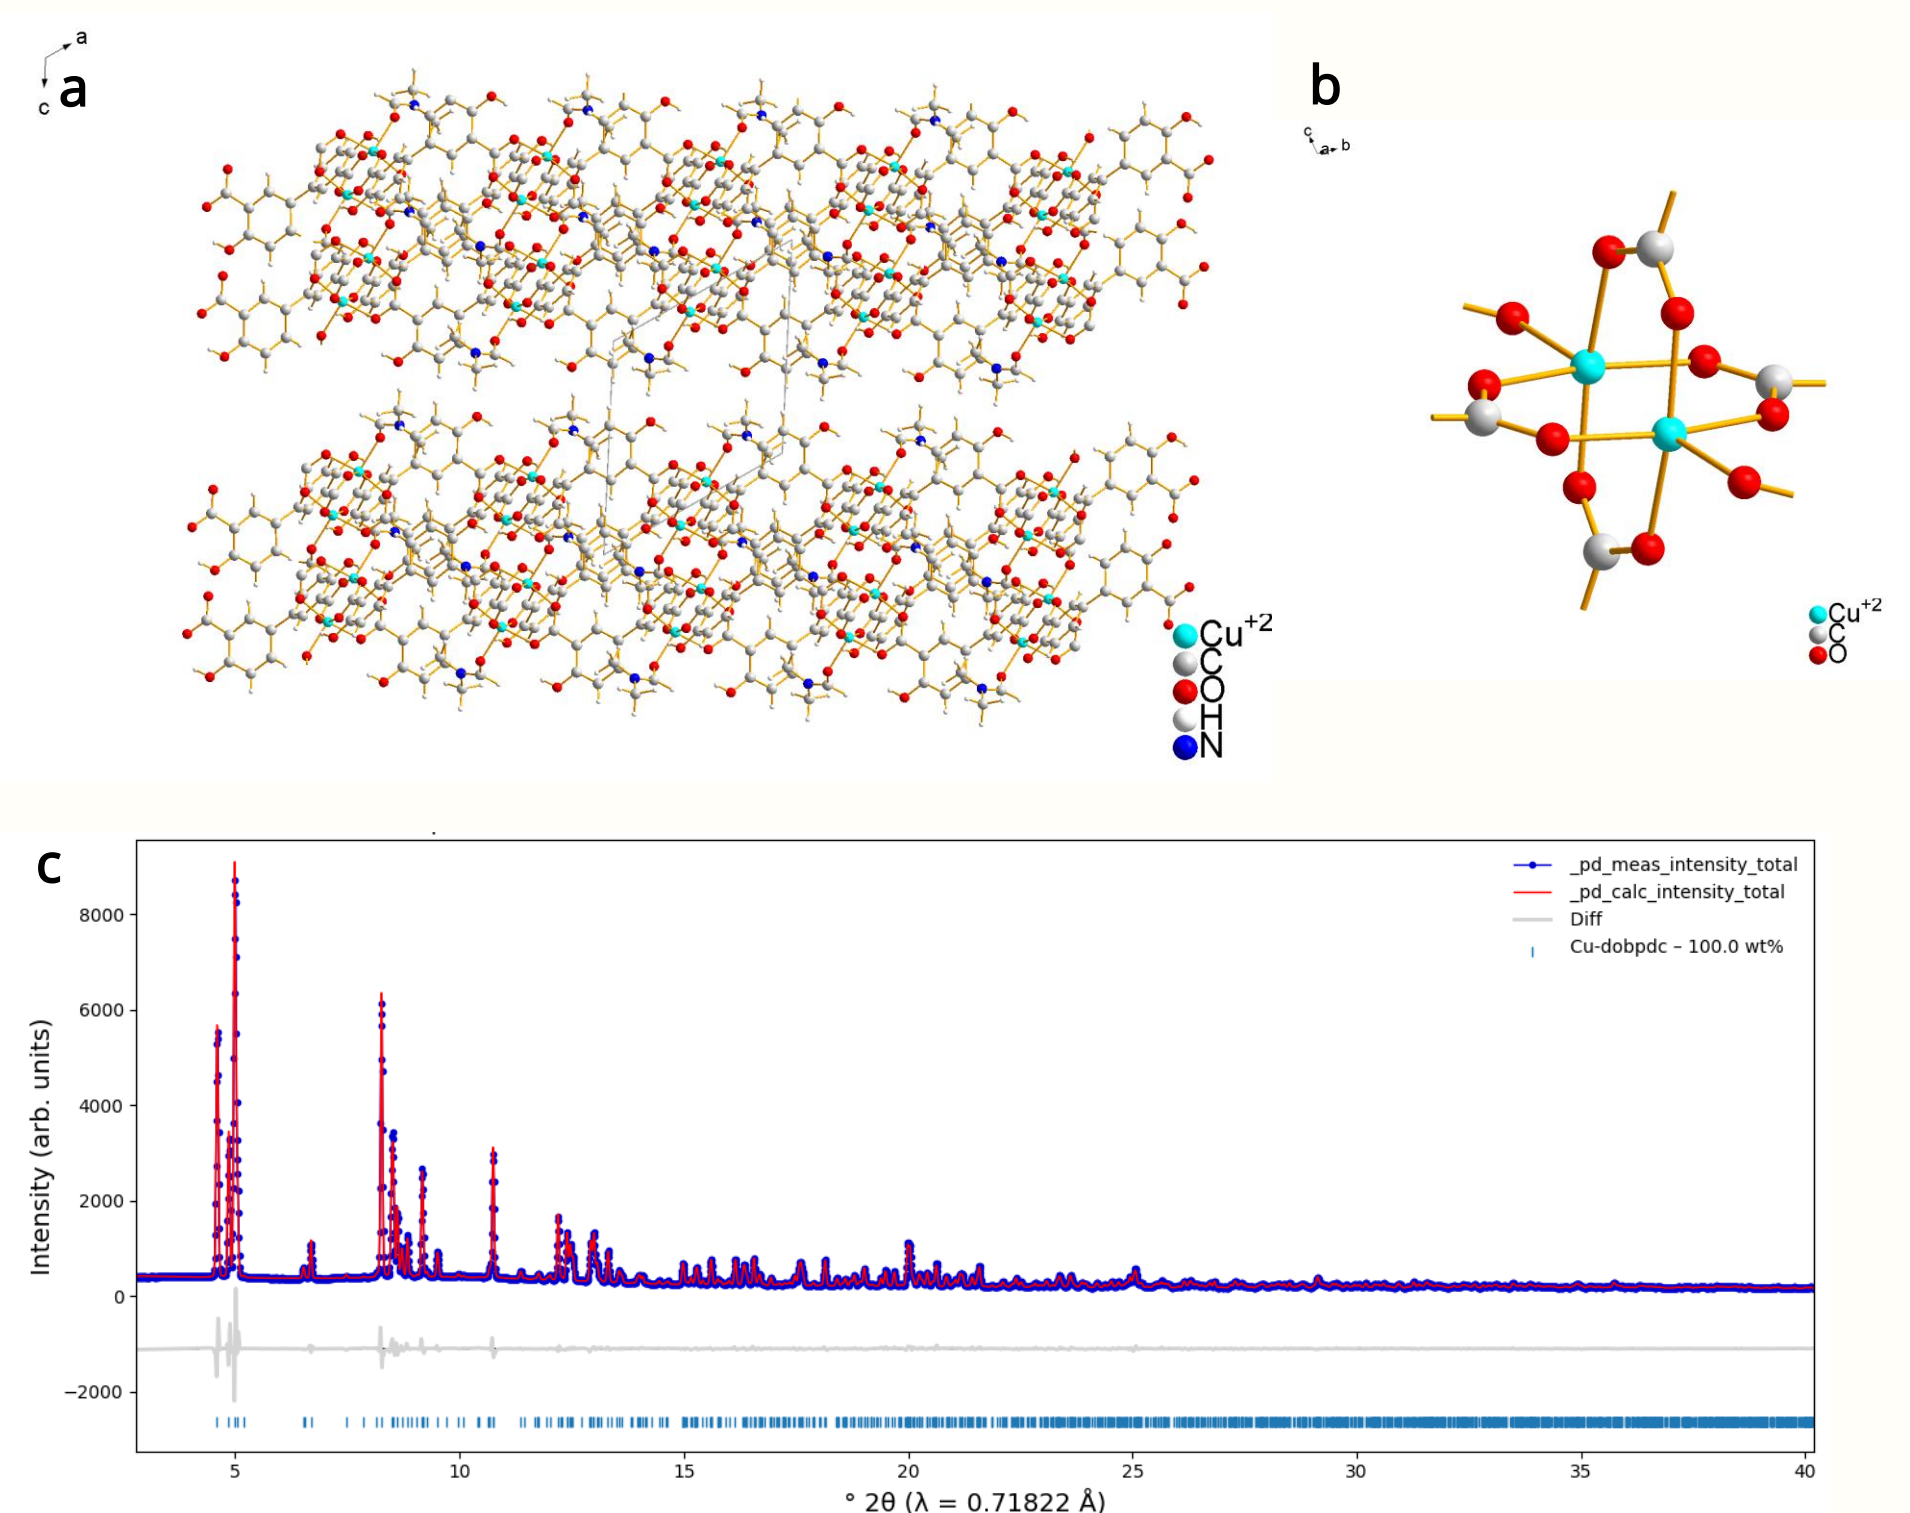 a
c
a
Cu+2
C
O
H
N
b
c
a
b
Cu+2
C
O
c
_pd_meas_intensity_total
_pd_calc_intensity_total
Diff
Cu-dobpdc – 100.0 wt%
Intensity (arb. units)
8000
6000
4000
2000
0
−2000
5 10 15 20 25 30 35 40
° 2θ (λ = 0.71822 Å)